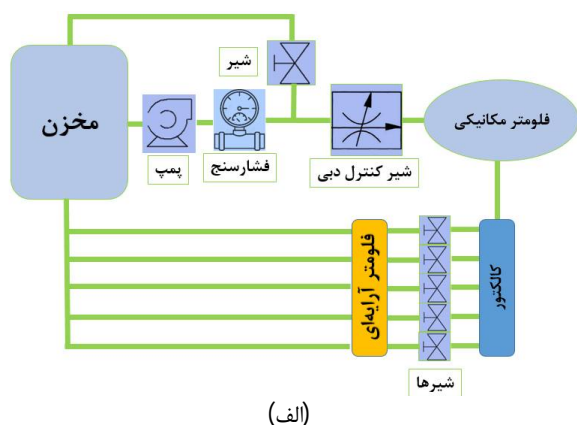 شیر
مخزن
پمپ
فشارسنج
شیر کنترل دبی
فلومتر مکانیکی
فلومتر آرایه‌ای
کالکتور
شیرها
(الف)